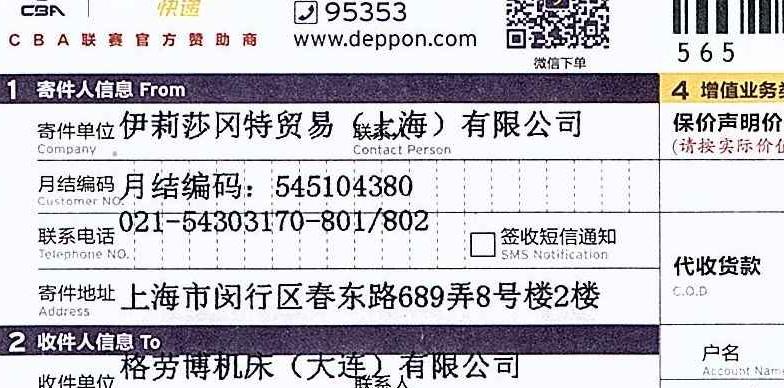 CBA 快递
95353
CBA联赛官方赞助商
www.deppon.com
微信下单
565
1 寄件人信息 From
4 增值业务类
寄件单位 伊莉莎冈特贸易（上海）有限公司
Company
联系人
Contact Person
保价声明价值
(请按实际价值
月结编码 月结编码：545104380
Customer NO.
021-54303170-801/802
联系电话
Telephone NO.
签收短信通知
SMS Notification
代收货款
C.O.D
寄件地址 上海市闵行区春东路689弄8号楼2楼
Address
2 收件人信息 To
户名
Account Name
收件单位 格劳博机床（大连）有限公司
联系人